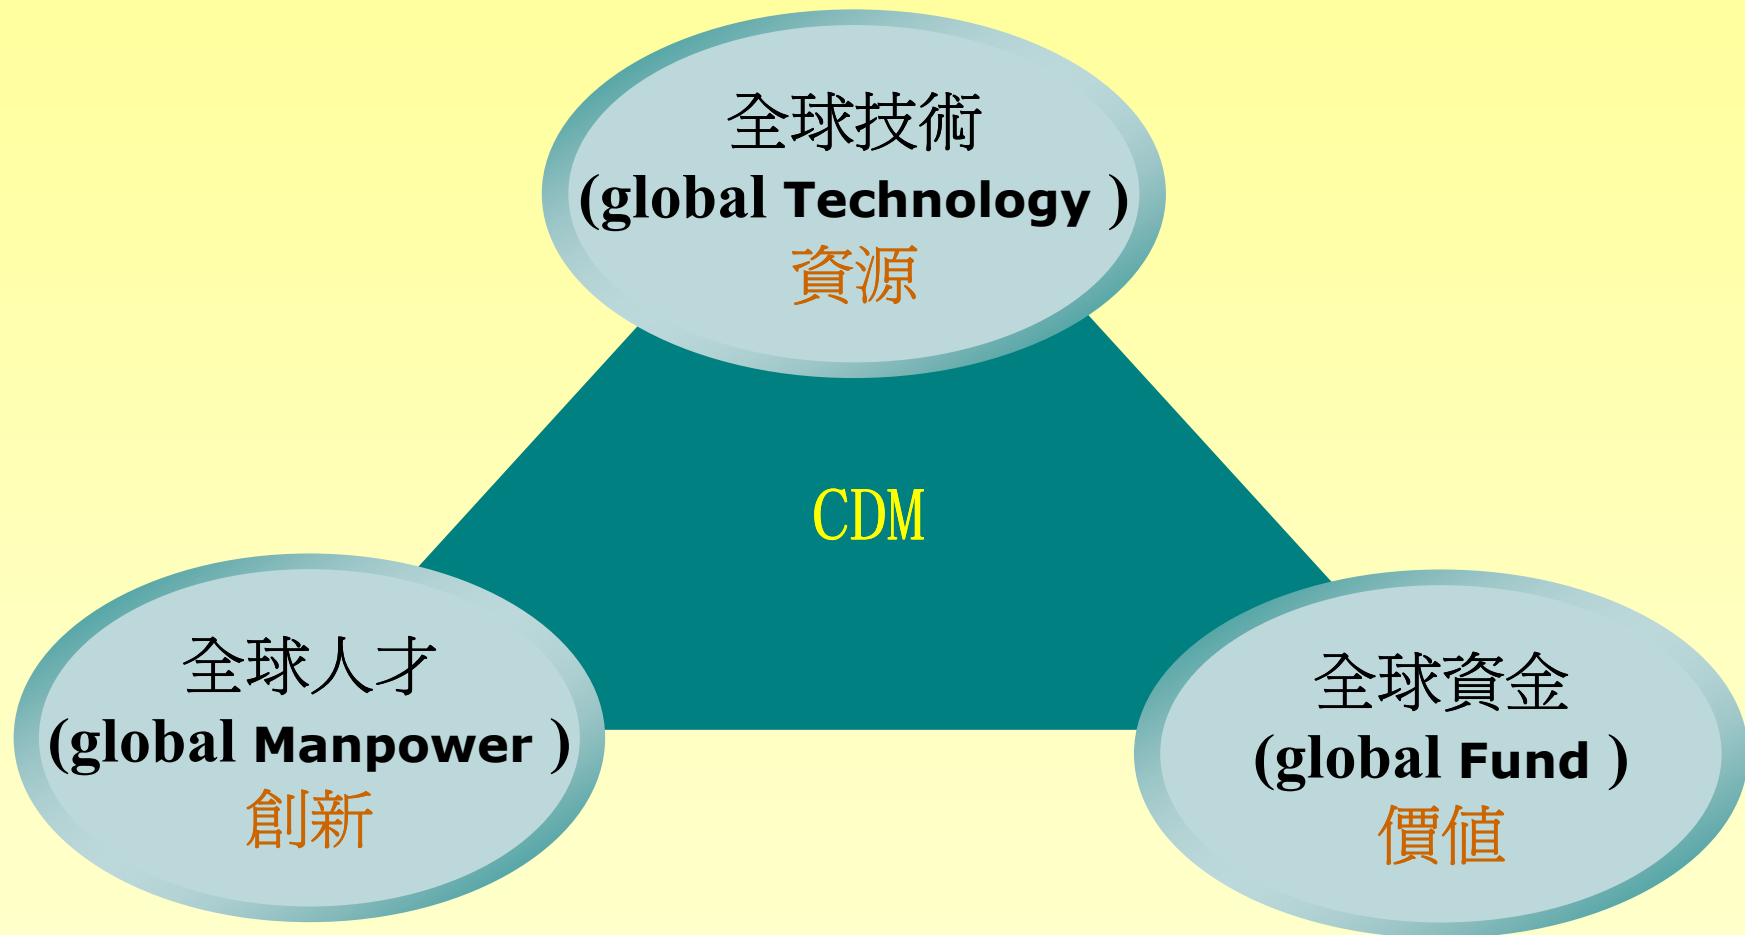 全球技術
(global Technology )
資源
CDM
全球人才
(global Manpower )
創新
全球資金
(global Fund )
價值